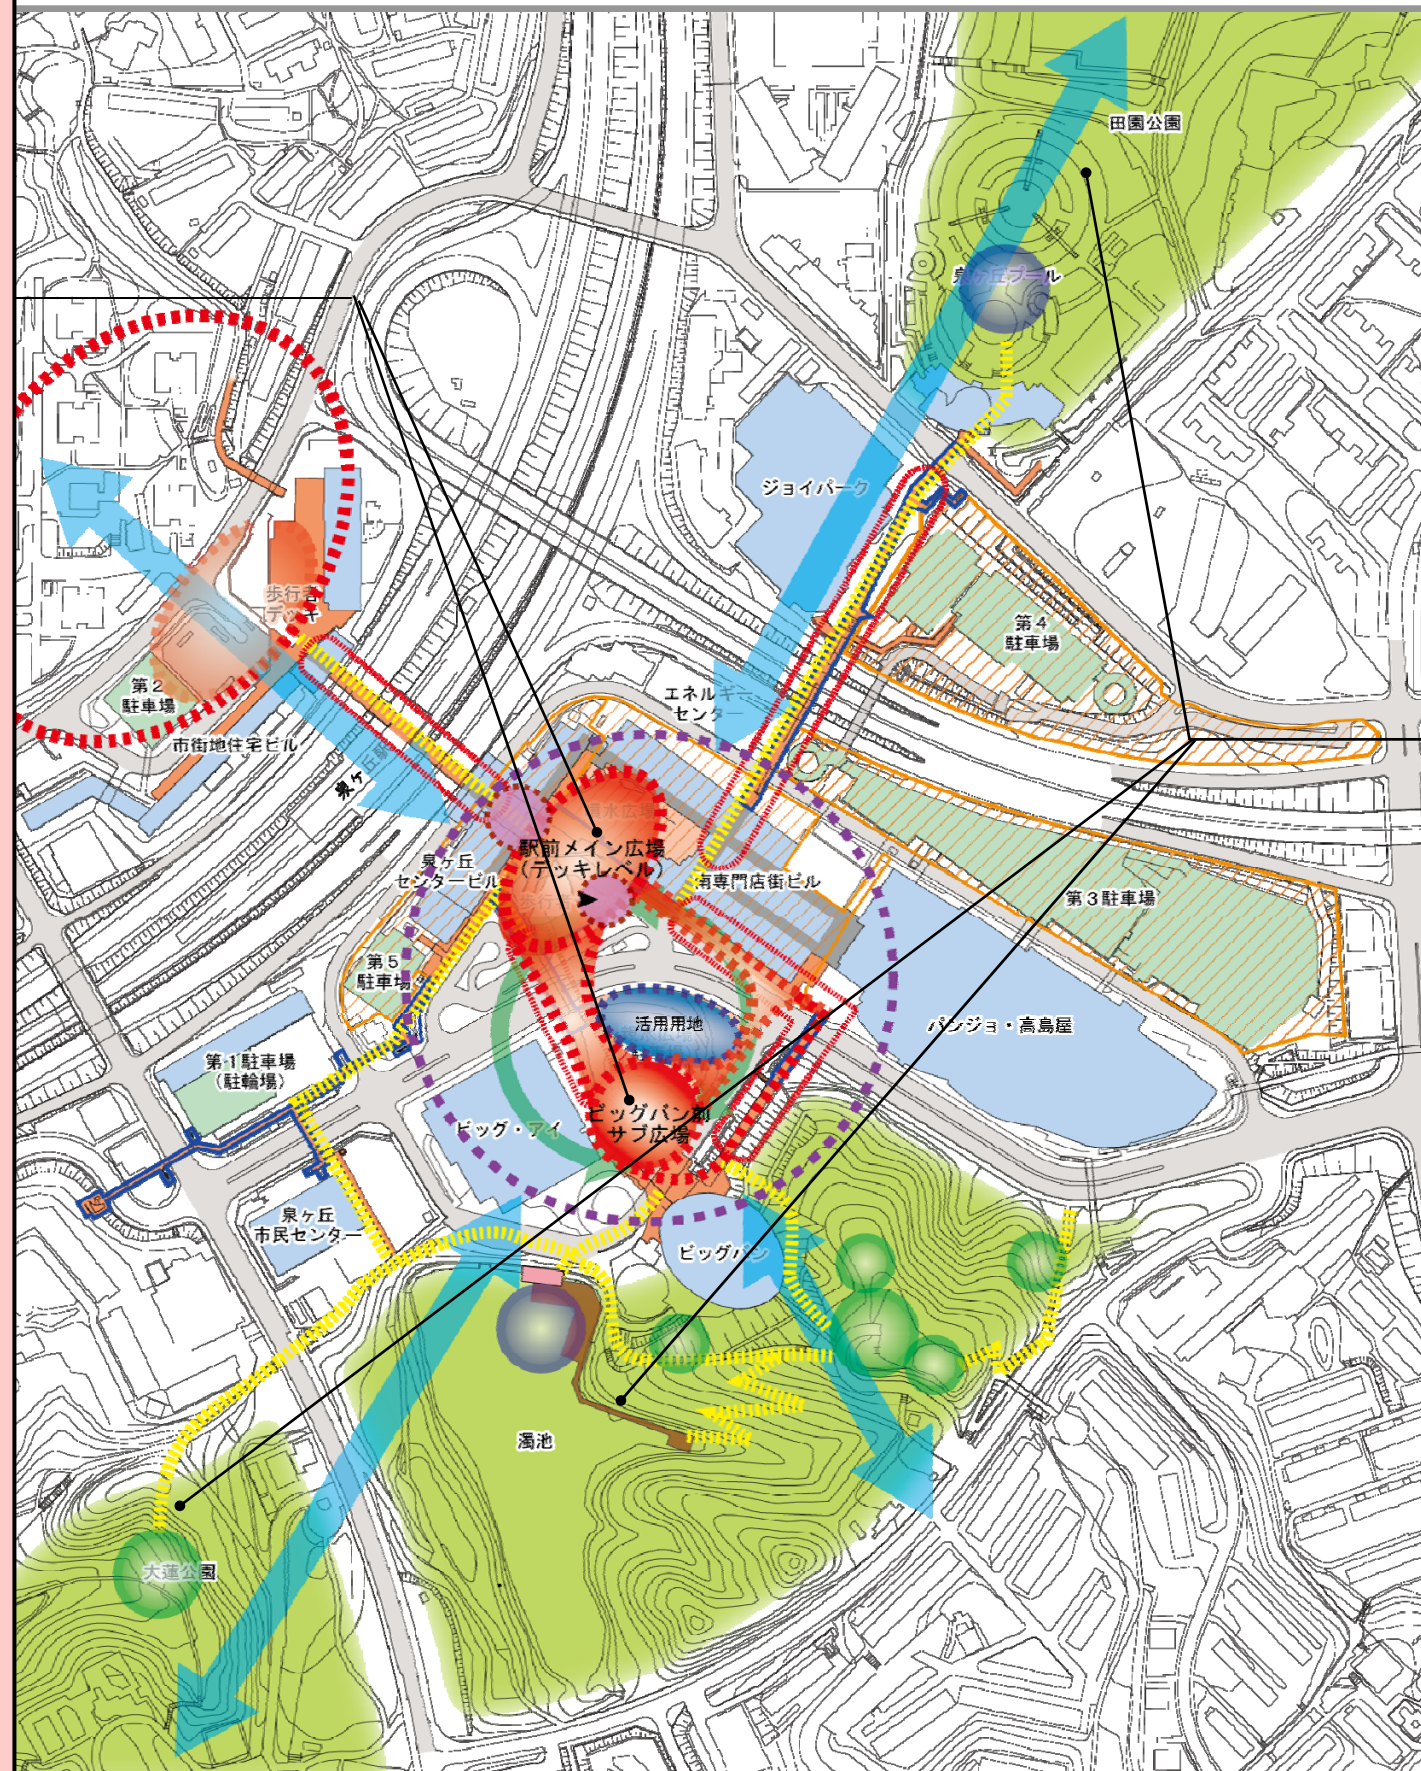 田園公園
泉ヶ丘プール
ジョイパーク
歩行者
デッキ
第4
駐車場
第2
駐車場
エネルギー
センター
市街地住宅ビル
泉ヶ丘駅
駅前メイン広場
(デッキレベル)
泉ヶ丘
センタービル
南専門店街ビル
第3駐車場
第5
駐車場
活用用地
パンジョ・高島屋
第1駐車場
(駐輪場)
ビッグバン前
サブ広場
ビッグ・アイ
泉ヶ丘
市民センター
ビッグバン
濁池
大蓮公園